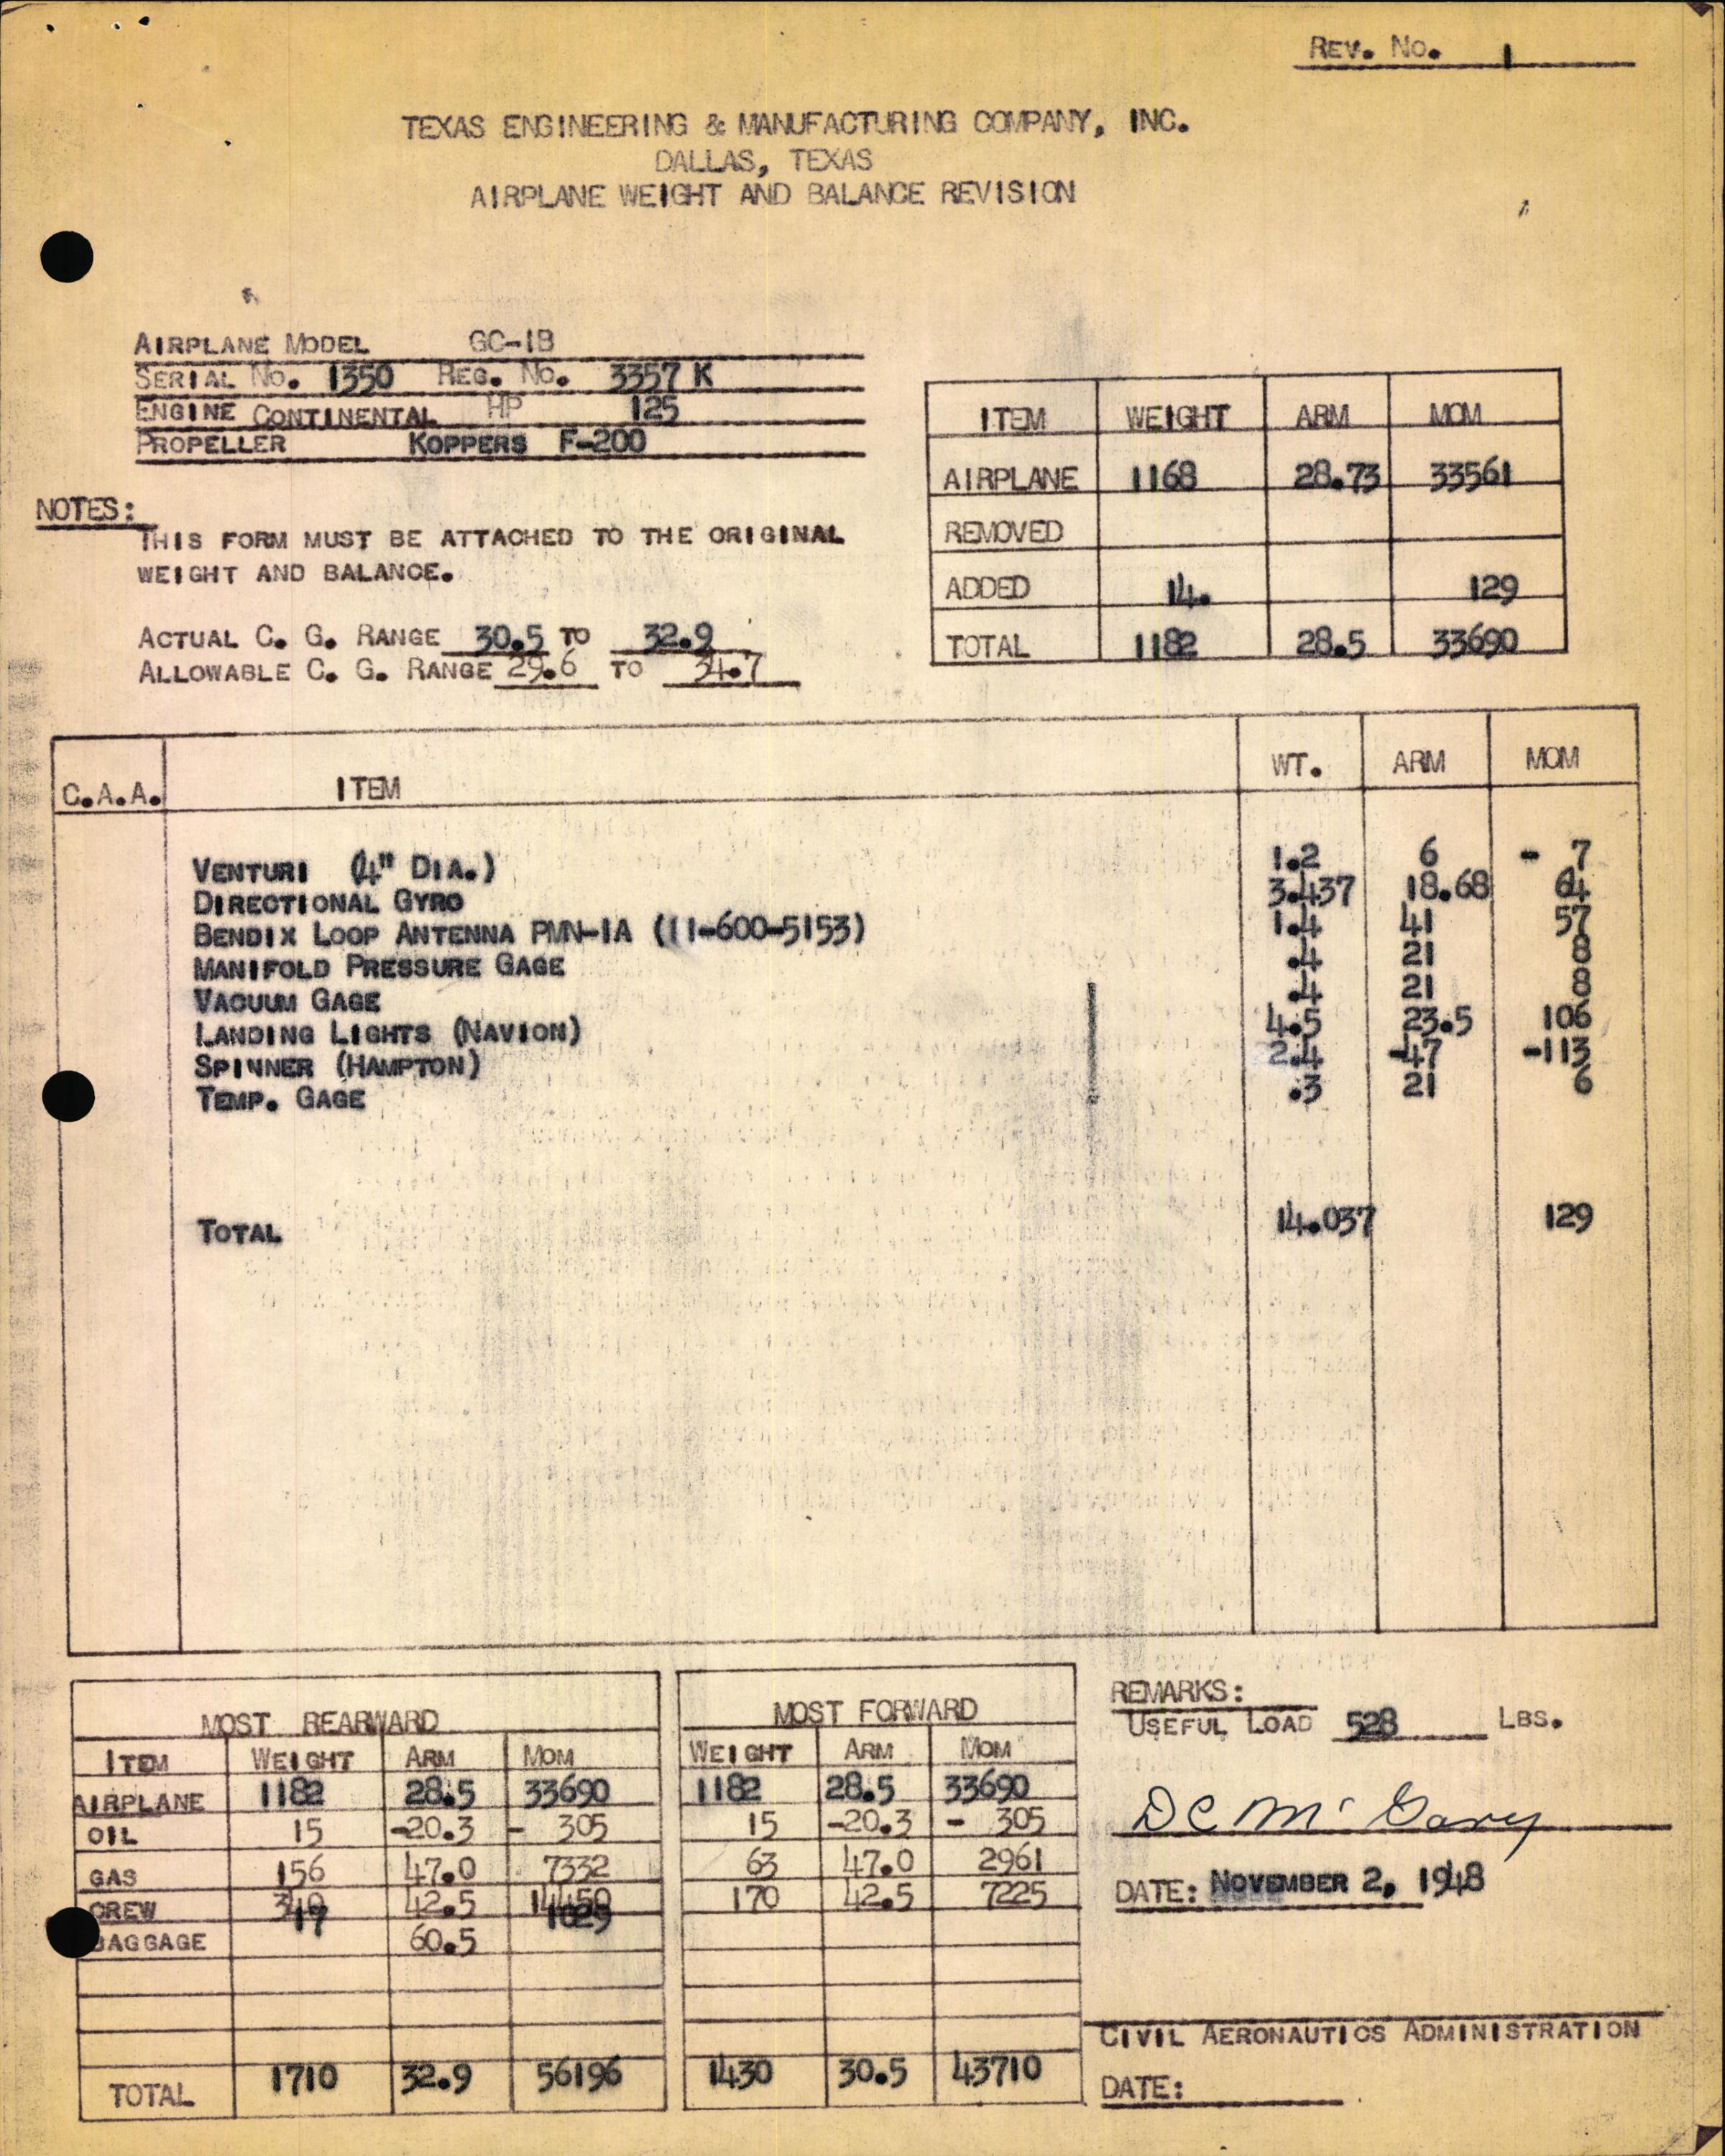 REV. No. 1
TEXAS ENGINEERING & MANUFACTURING COMPANY, INC.
DALLAS, TEXAS
AIRPLANE WEIGHT AND BALANCE REVISION
AIRPLANE MODEL GC-1B
SERIAL No. 1350 REG. No. 3357 K
ENGINE CONTINENTAL HP 125
PROPELLER KOPPERS F-200
NOTES:
THIS FORM MUST BE ATTACHED TO THE ORIGINAL
WEIGHT AND BALANCE.
ACTUAL C. G. RANGE 30.5 TO 32.9
ALLOWABLE C. G. RANGE 29.6 TO 34.7
ITEM WEIGHT ARM MOM
AIRPLANE 1168 28.73 33561
REMOVED
ADDED 14. 129
TOTAL 1182 28.5 33690
C.A.A. ITEM WT. ARM MOM
VENTURI (4" DIA.) 1.2 6 - 7
DIRECTIONAL GYRO 3.437 18.68 64
BENDIX LOOP ANTENNA PMN-1A (11-600-5153) 1.4 41 57
MANIFOLD PRESSURE GAGE .4 21 8
VACUUM GAGE .4 21 8
LANDING LIGHTS (NAVION) 4.5 23.5 106
SPINNER (HAMPTON) 2.4 -47 -113
TEMP. GAGE .3 21 6
TOTAL 14.037 129
MOST REARWARD
ITEM WEIGHT ARM MOM
AIRPLANE 1182 28.5 33690
OIL 15 -20.3 - 305
GAS 156 47.0 7332
CREW 340 42.5 14450
17 1029
BAGGAGE 60.5
TOTAL 1710 32.9 56196
MOST FORWARD
WEIGHT ARM MOM
1182 28.5 33690
15 -20.3 - 305
63 47.0 2961
170 42.5 7225
1430 30.5 43710
REMARKS:
USEFUL LOAD 528 LBS.
DC Mc Gary
DATE: NOVEMBER 2, 1948
CIVIL AERONAUTICS ADMINISTRATION
DATE: